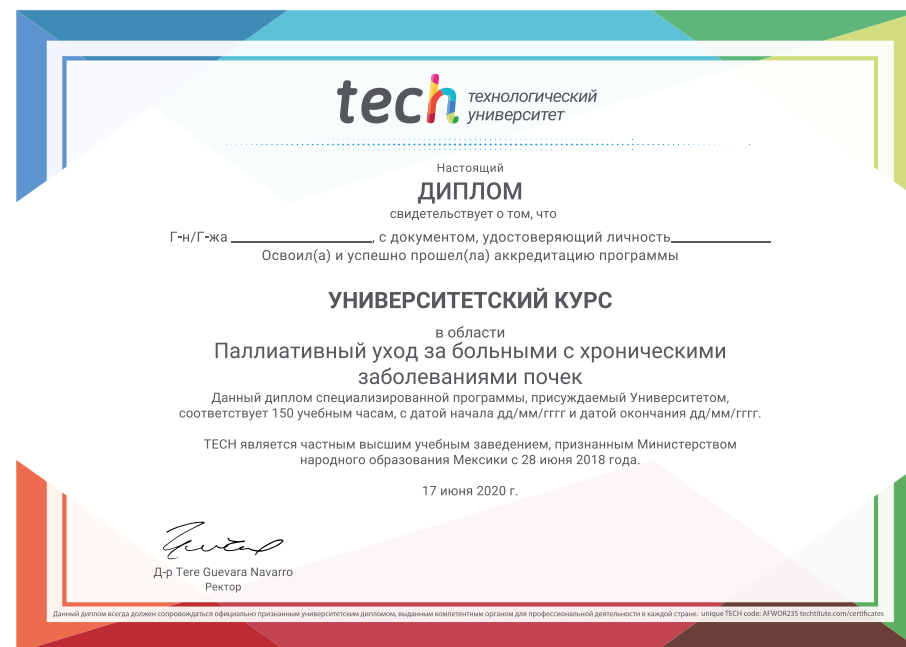 tech технологический
университет
Настоящий
ДИПЛОМ
свидетельствует о том, что
Г-н/Г-жа , с документом, удостоверяющий личность
Освоил(а) и успешно прошел(ла) аккредитацию программы
УНИВЕРСИТЕТСКИЙ КУРС
в области
Паллиативный уход за больными с хроническими
заболеваниями почек
Данный диплом специализированной программы, присуждаемый Университетом,
соответствует 150 учебным часам, с датой начала дд/мм/гггг и датой окончания дд/мм/гггг.
TECH является частным высшим учебным заведением, признанным Министерством
народного образования Мексики с 28 июня 2018 года.
17 июня 2020 г.
Д-р Tere Guevara Navarro
Ректор
Данный диплом всегда должен сопровождаться официально признанным университетским дипломом, выданным компетентным органом для профессиональной деятельности в каждой стране. unique TECH code: AFWOR23S techtitute.com/certificates